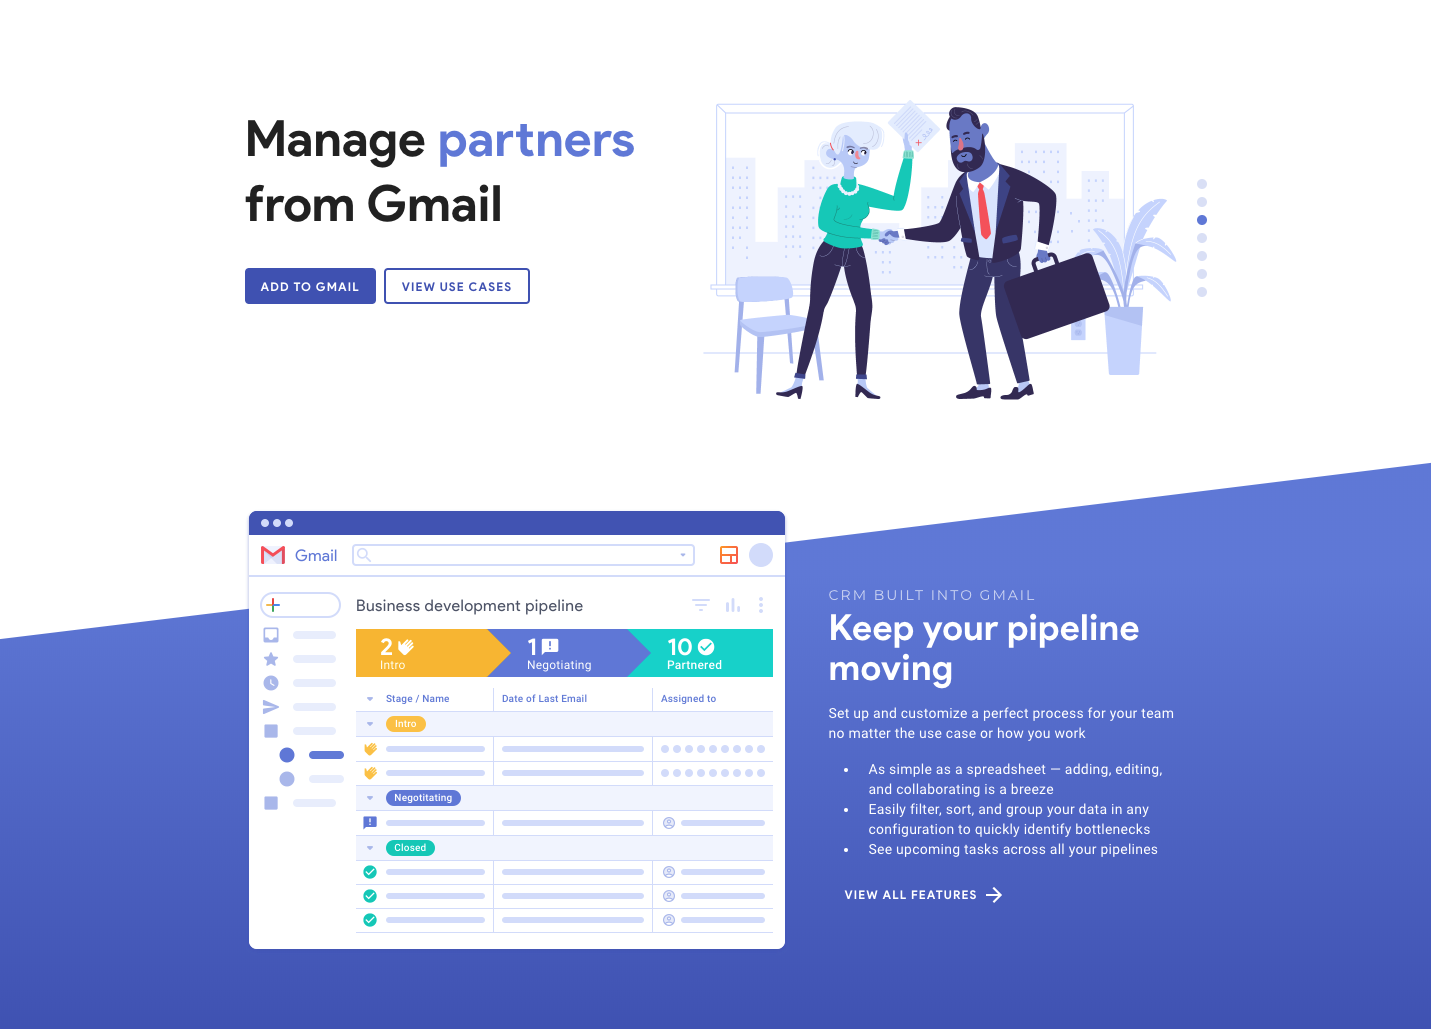 Manage partners
from Gmail
ADD TO GMAIL
VIEW USE CASES
Gmail
Business development pipeline
2
Intro
1
Negotiating
10
Partnered
Stage / Name
Date of Last Email
Assigned to
Intro
Negotitating
Closed
CRM BUILT INTO GMAIL
Keep your pipeline
moving
Set up and customize a perfect process for your team
no matter the use case or how you work
• As simple as a spreadsheet — adding, editing,
and collaborating is a breeze
• Easily filter, sort, and group your data in any
configuration to quickly identify bottlenecks
• See upcoming tasks across all your pipelines
VIEW ALL FEATURES